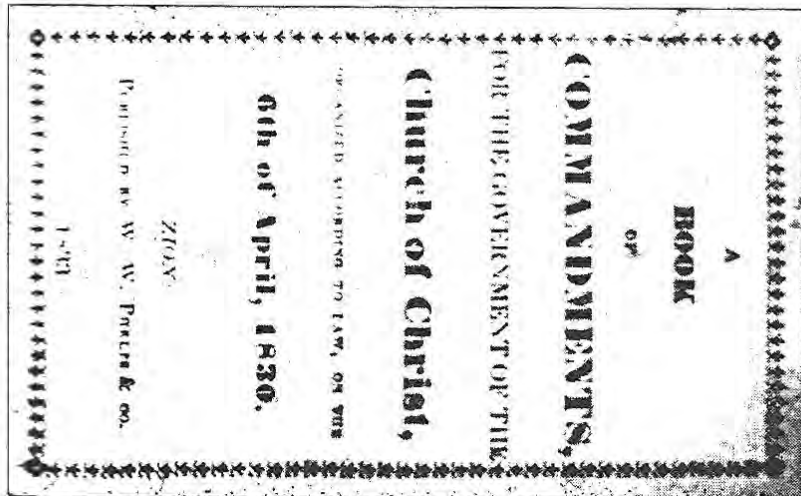 A
BOOK
OF
COMMANDMENTS,
FOR THE GOVERNMENT OF THE
Church of Christ,
ORGANIZED ACCORDING TO LAW, ON THE
6th of April, 1830.
ZION:
PUBLISHED BY W. W. PHELPS & CO.
1833